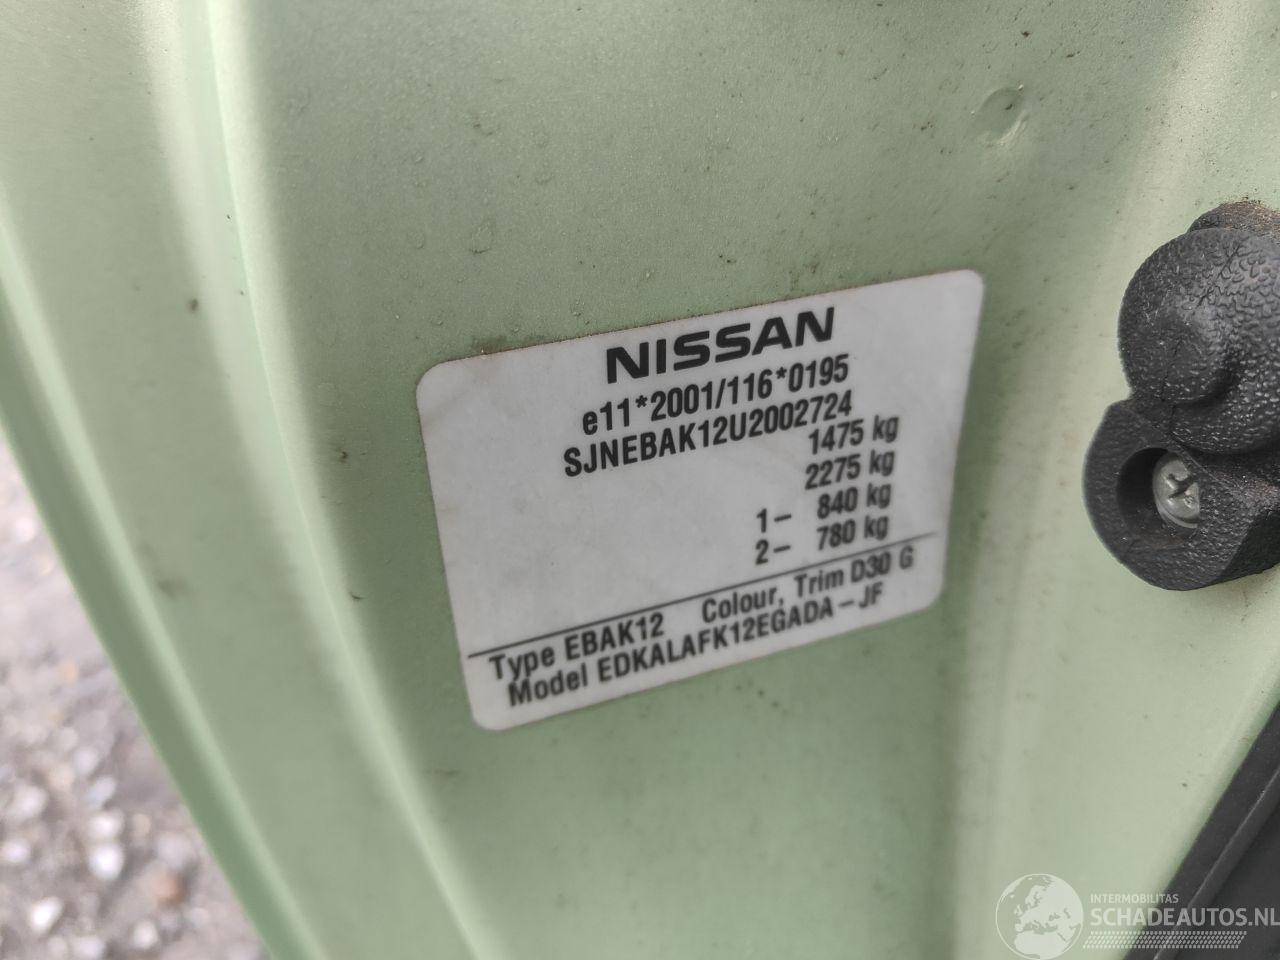 NISSAN
e11*2001/116*0195
SJNEBAK12U2002724
1475 kg
2275 kg
1– 840 kg
2– 780 kg
Type EBAK12 Colour, Trim D30 G
Model EDKALAFK12EGADA–JF
INTERMOBILITAS
SCHADEAUTOS.NL